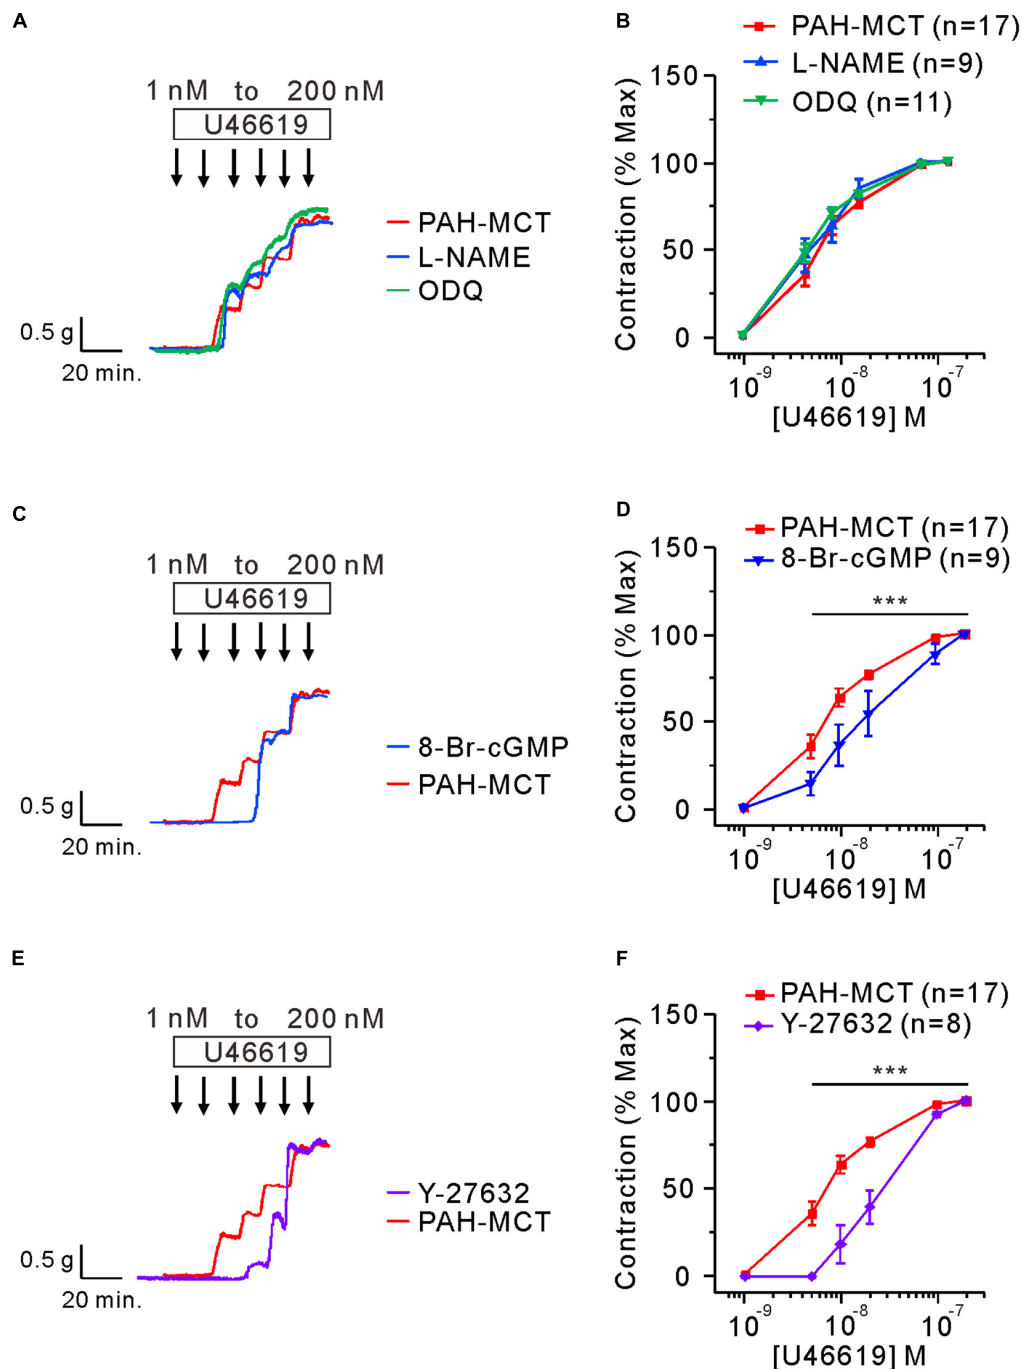 A
1 nM to 200 nM
U46619
PAH-MCT
L-NAME
ODQ
0.5 g
20 min.
B
PAH-MCT (n=17)
L-NAME (n=9)
ODQ (n=11)
Contraction (% Max)
150
100
50
0
10⁻⁹ 10⁻⁸ 10⁻⁷
[U46619] M
C
1 nM to 200 nM
U46619
8-Br-cGMP
PAH-MCT
0.5 g
20 min.
D
PAH-MCT (n=17)
8-Br-cGMP (n=9)
***
Contraction (% Max)
150
100
50
0
10⁻⁹ 10⁻⁸ 10⁻⁷
[U46619] M
E
1 nM to 200 nM
U46619
Y-27632
PAH-MCT
0.5 g
20 min.
F
PAH-MCT (n=17)
Y-27632 (n=8)
***
Contraction (% Max)
150
100
50
0
10⁻⁹ 10⁻⁸ 10⁻⁷
[U46619] M